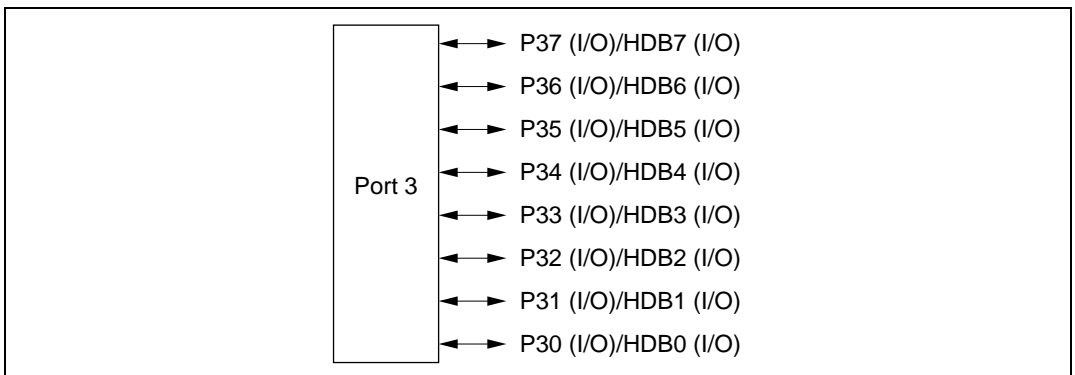 P37 (I/O)/HDB7 (I/O)
P36 (I/O)/HDB6 (I/O)
P35 (I/O)/HDB5 (I/O)
P34 (I/O)/HDB4 (I/O)
Port 3
P33 (I/O)/HDB3 (I/O)
P32 (I/O)/HDB2 (I/O)
P31 (I/O)/HDB1 (I/O)
P30 (I/O)/HDB0 (I/O)